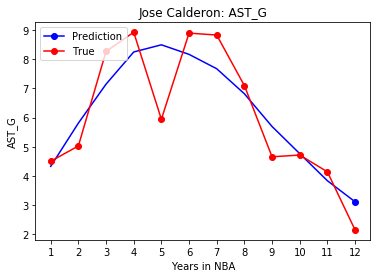 Jose Calderon: AST_G
Prediction
True
9
8
7
6
5
4
3
2
AST_G
1 2 3 4 5 6 7 8 9 10 11 12
Years in NBA